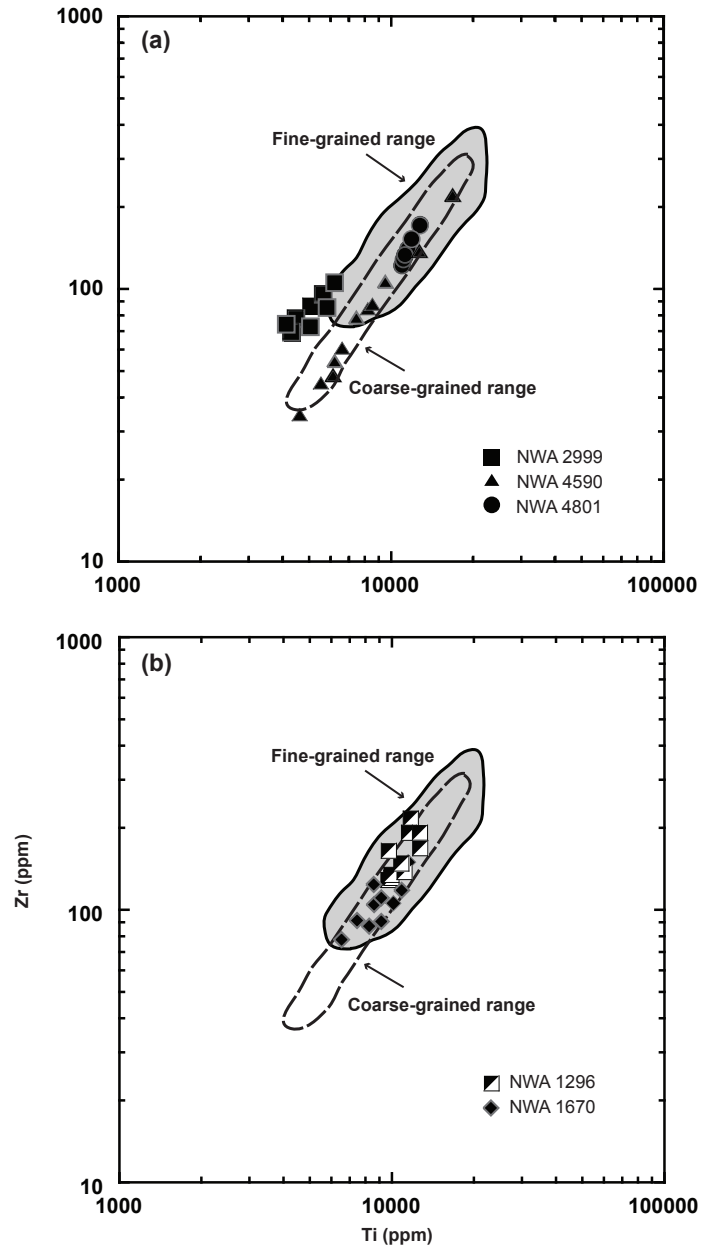 1000
(a)
Fine-grained range
100
Coarse-grained range
NWA 2999
NWA 4590
NWA 4801
10
1000
10000
100000
1000
(b)
Fine-grained range
Zr (ppm)
100
Coarse-grained range
NWA 1296
NWA 1670
10
1000
10000
100000
Ti (ppm)